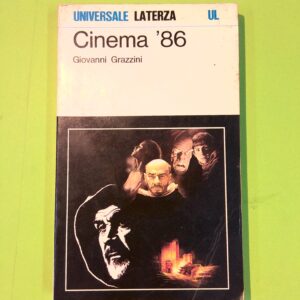 UNIVERSALE LATERZA UL
Cinema '86
Giovanni Grazzini